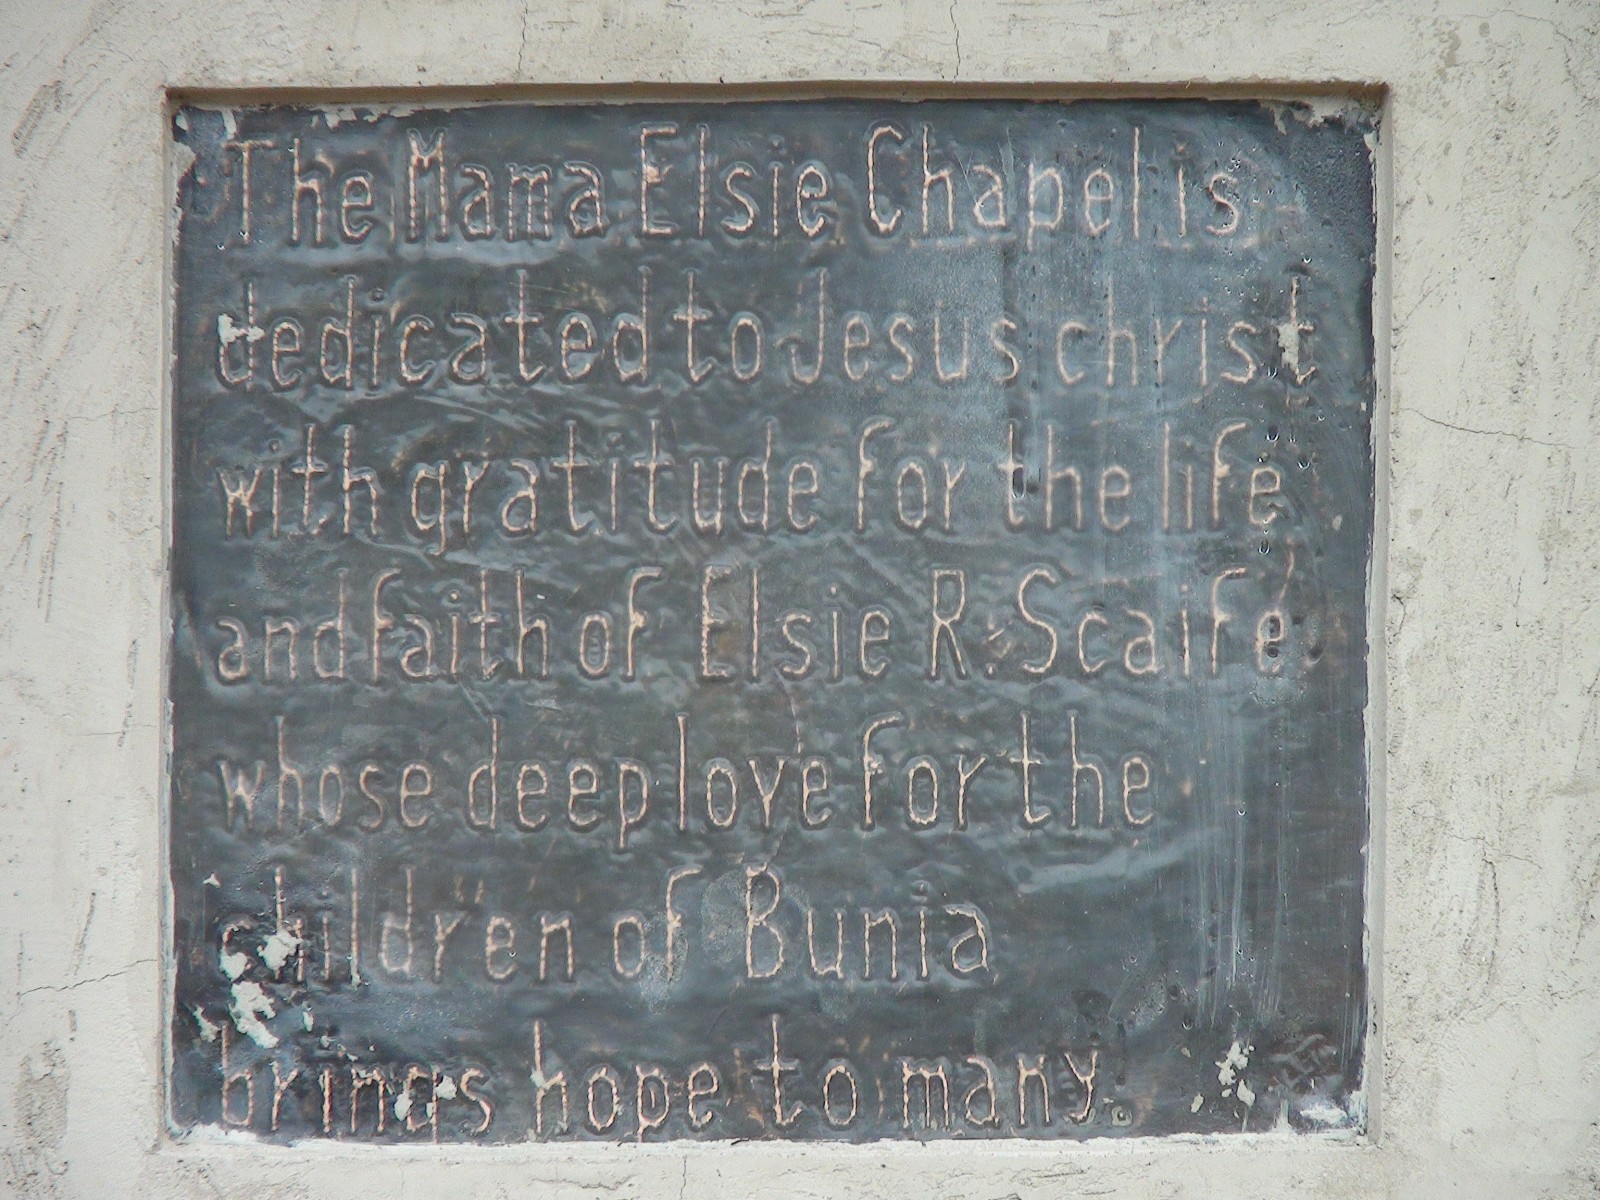 The Mama Elsie Chapel is
dedicated to Jesus christ
with gratitude for the life
and faith of Elsie R. Scaife
whose deep love for the
children of Bunia
brings hope to many.